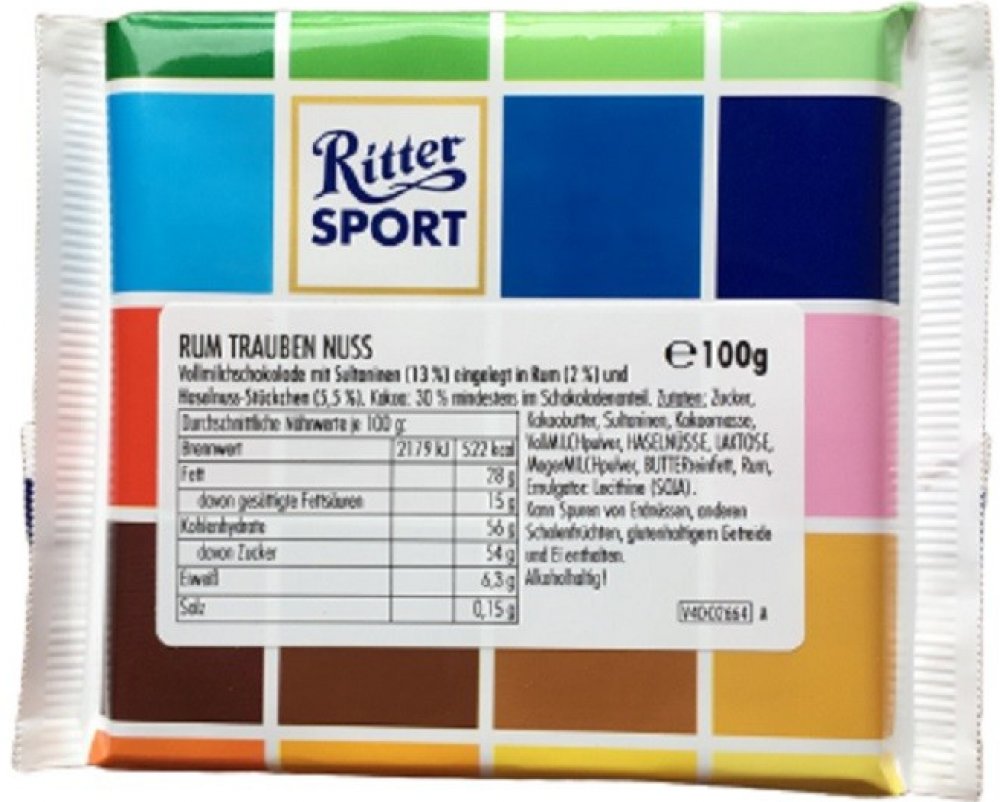 Ritter
SPORT
RUM TRAUBEN NUSS
e 100g
Vollmilchschokolade mit Sultaninen (13 %) eingelegt in Rum (2 %) und
Haselnuss-Stückchen (5,5 %). Kakao: 30 % mindestens im Schokoladenanteil. Zutaten: Zucker,
Kakaobutter, Sultaninen, Kakaomasse,
VollMILCHpulver, HASELNÜSSE, LAKTOSE,
MagerMILCHpulver, BUTTERreinfett, Rum,
Emulgator: Lecithine (SOJA).
Kann Spuren von Erdnüssen, anderen
Schalenfrüchten, glutenhaltigem Getreide
und Ei enthalten.
Alkoholhaltig!
Durchschnittliche Nährwerte je 100 g:
Brennwert 2179 kJ 522 kcal
Fett 28 g
davon gesättigte Fettsäuren 15 g
Kohlenhydrate 56 g
davon Zucker 54 g
Eiweiß 6,3 g
Salz 0,15 g
A